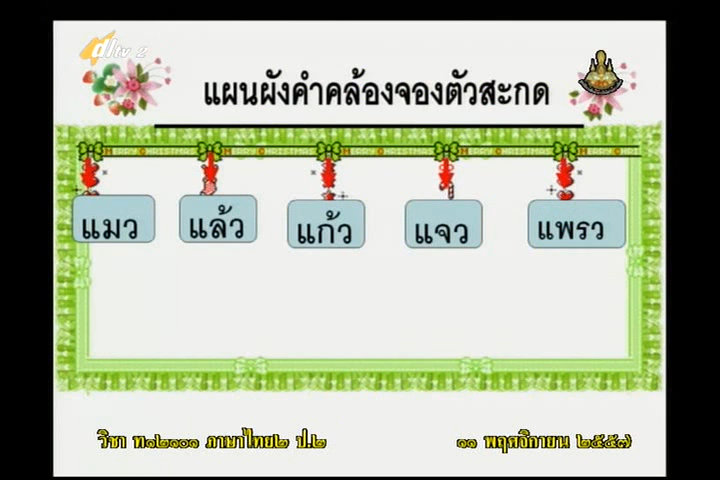 dltv 2
แผนผังคำคล้องจองตัวสะกด
แมว แล้ว แก้ว แจว แพรว
วิชา ท๑๒๑๐๑ ภาษาไทย๒ ป.๒
๑๑ พฤศจิกายน ๒๕๕๗